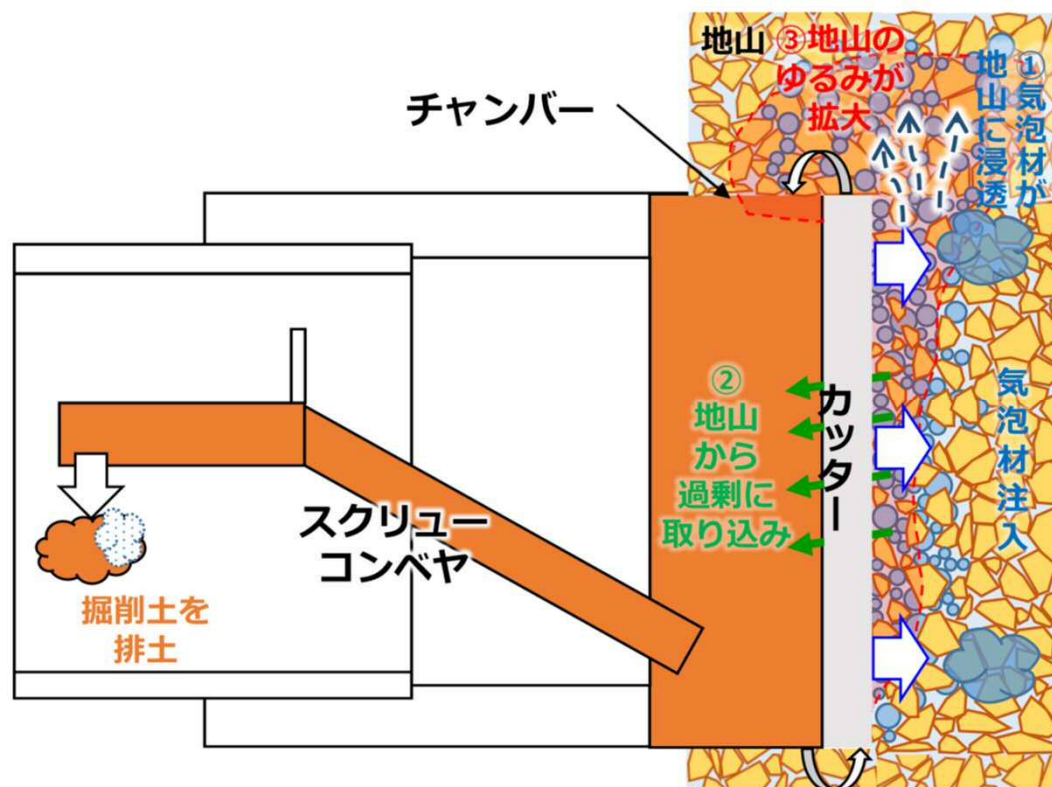 地山
③地山の
ゆるみが
拡大
①気泡材が
地山に浸透
チャンバー
②
地山
から
過剰に
取り込み
カッター
気泡材注入
スクリュー
コンベヤ
掘削土を
排土